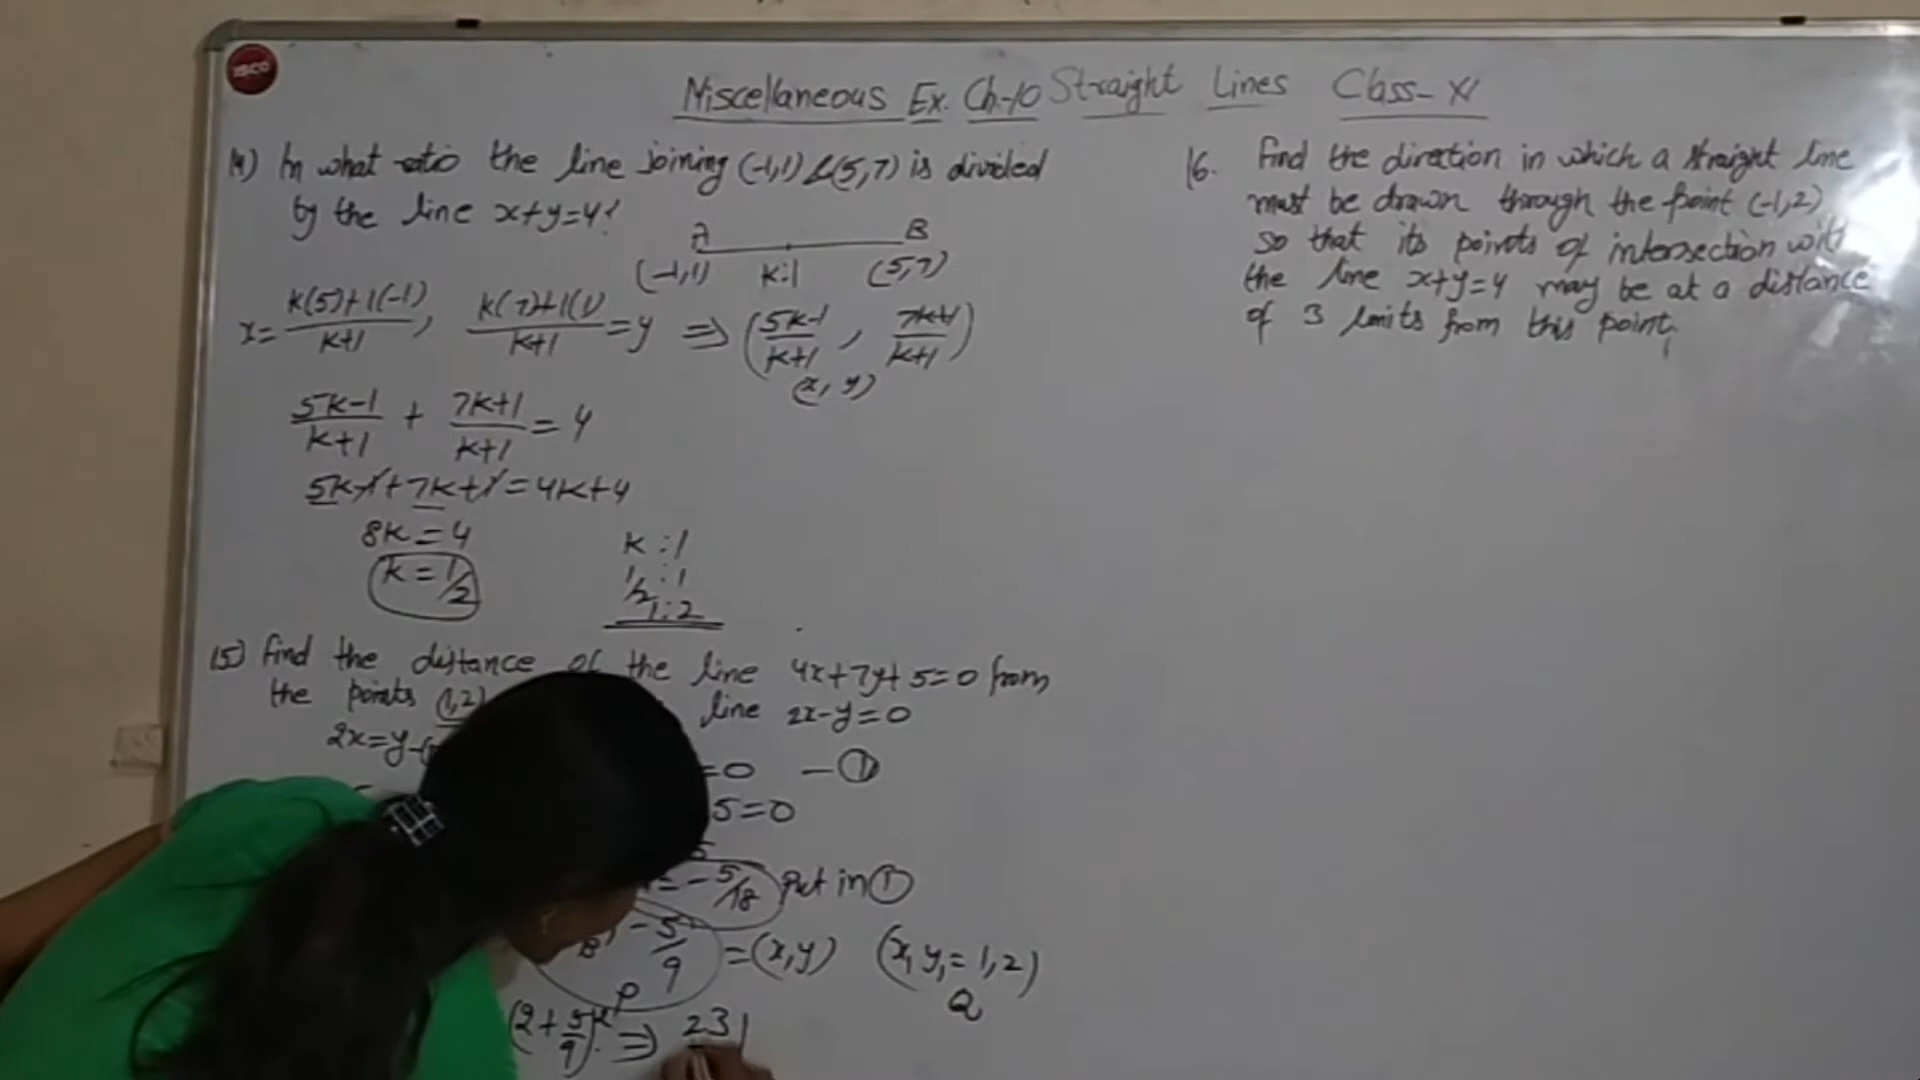 ISCO
Miscellaneous Ex. Ch-10 Straight Lines Class- XI
14) In what ratio the line joining (-1,1) & (5,7) is divided
by the line x+y=4?
A B
(-1,1) k:1 (5,7)
x= k(5)+1(-1)/k+1, k(7)+1(1)/k+1 =y ⇒ (5k-1/k+1, 7k+1/k+1)
(x, y)
5k-1/k+1 + 7k+1/k+1 = 4
5k-1+7k+1=4k+4
8k=4
k=1/2
k:1
1/2:1
1:2
15) Find the distance of the line 4x+7y+5=0 from
the points (1,2) line 2x-y=0
2x=y =0 —①
5=0
= -5/18 Put in ①
-5/9 =(x,y) (x₁y₁=1,2)
P Q
(2+5/9)² ⇒ 23
16. Find the direction in which a straight line
must be drawn through the point (-1,2)
so that its points of intersection with
the line x+y=4 may be at a distance
of 3 units from this point.